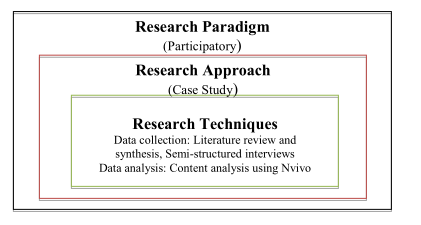 Research Paradigm
(Participatory)
Research Approach
(Case Study)
Research Techniques
Data collection: Literature review and
synthesis, Semi-structured interviews
Data analysis: Content analysis using Nvivo